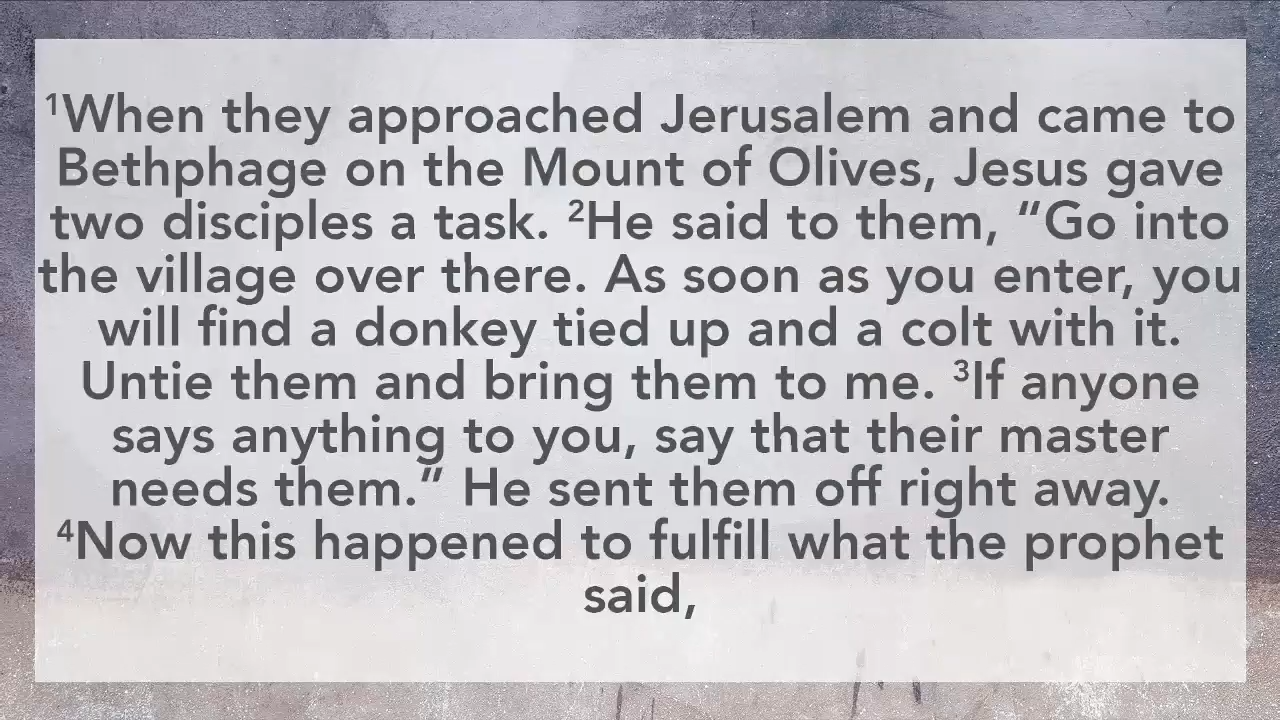 ¹When they approached Jerusalem and came to
Bethphage on the Mount of Olives, Jesus gave
two disciples a task. ²He said to them, “Go into
the village over there. As soon as you enter, you
will find a donkey tied up and a colt with it.
Untie them and bring them to me. ³If anyone
says anything to you, say that their master
needs them.” He sent them off right away.
⁴Now this happened to fulfill what the prophet
said,